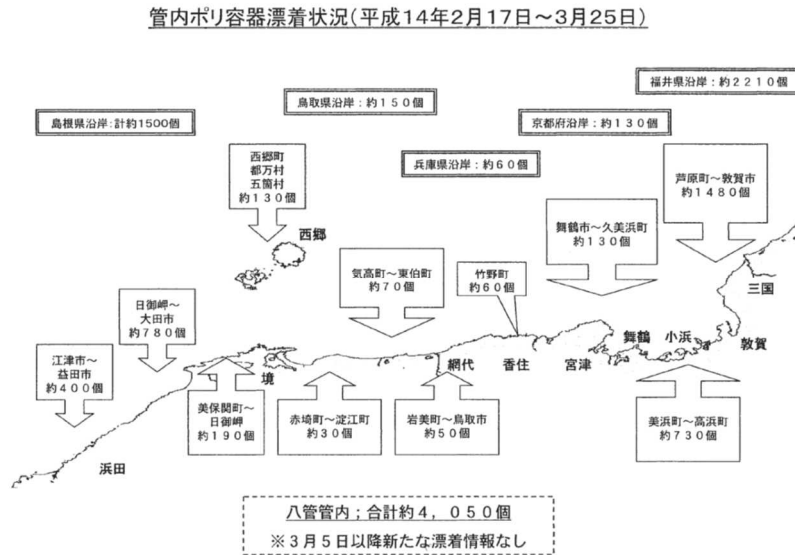 管内ポリ容器漂着状況(平成14年2月17日~3月25日)
福井県沿岸:約2210個
鳥取県沿岸:約150個
島根県沿岸:計約1500個
京都府沿岸:約130個
兵庫県沿岸:約60個
西郷町
都万村
五箇村
約130個
芦原町~敦賀市
約1480個
舞鶴市~久美浜町
約130個
西郷
気高町~東伯町
約70個
竹野町
約60個
三国
日御岬~
大田市
約780個
舞鶴
小浜
敦賀
江津市~
益田市
約400個
境
網代
香住
宮津
美保関町~
日御岬
約190個
赤埼町~淀江町
約30個
岩美町~鳥取市
約50個
美浜町~高浜町
約730個
浜田
八管管内;合計約4,050個
※3月5日以降新たな漂着情報なし